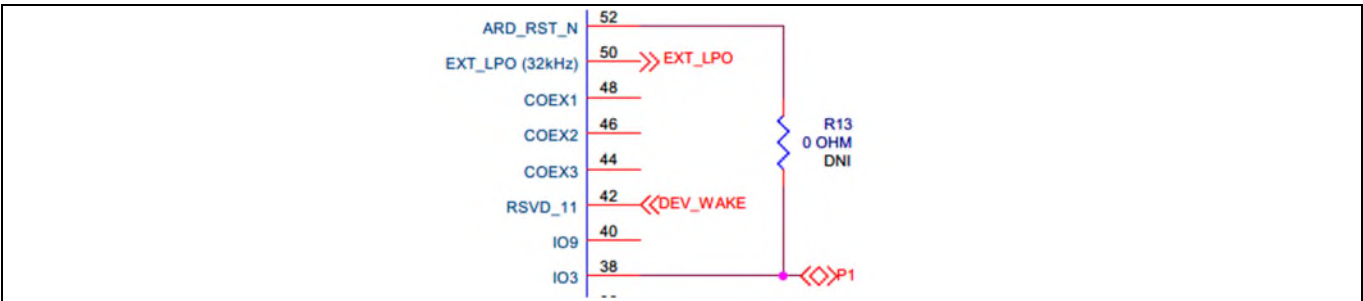 ARD_RST_N 52
EXT_LPO (32kHz) 50 EXT_LPO
COEX1 48
COEX2 46
R13
0 OHM
DNI
COEX3 44
RSVD_11 42 DEV_WAKE
IO9 40
IO3 38 P1